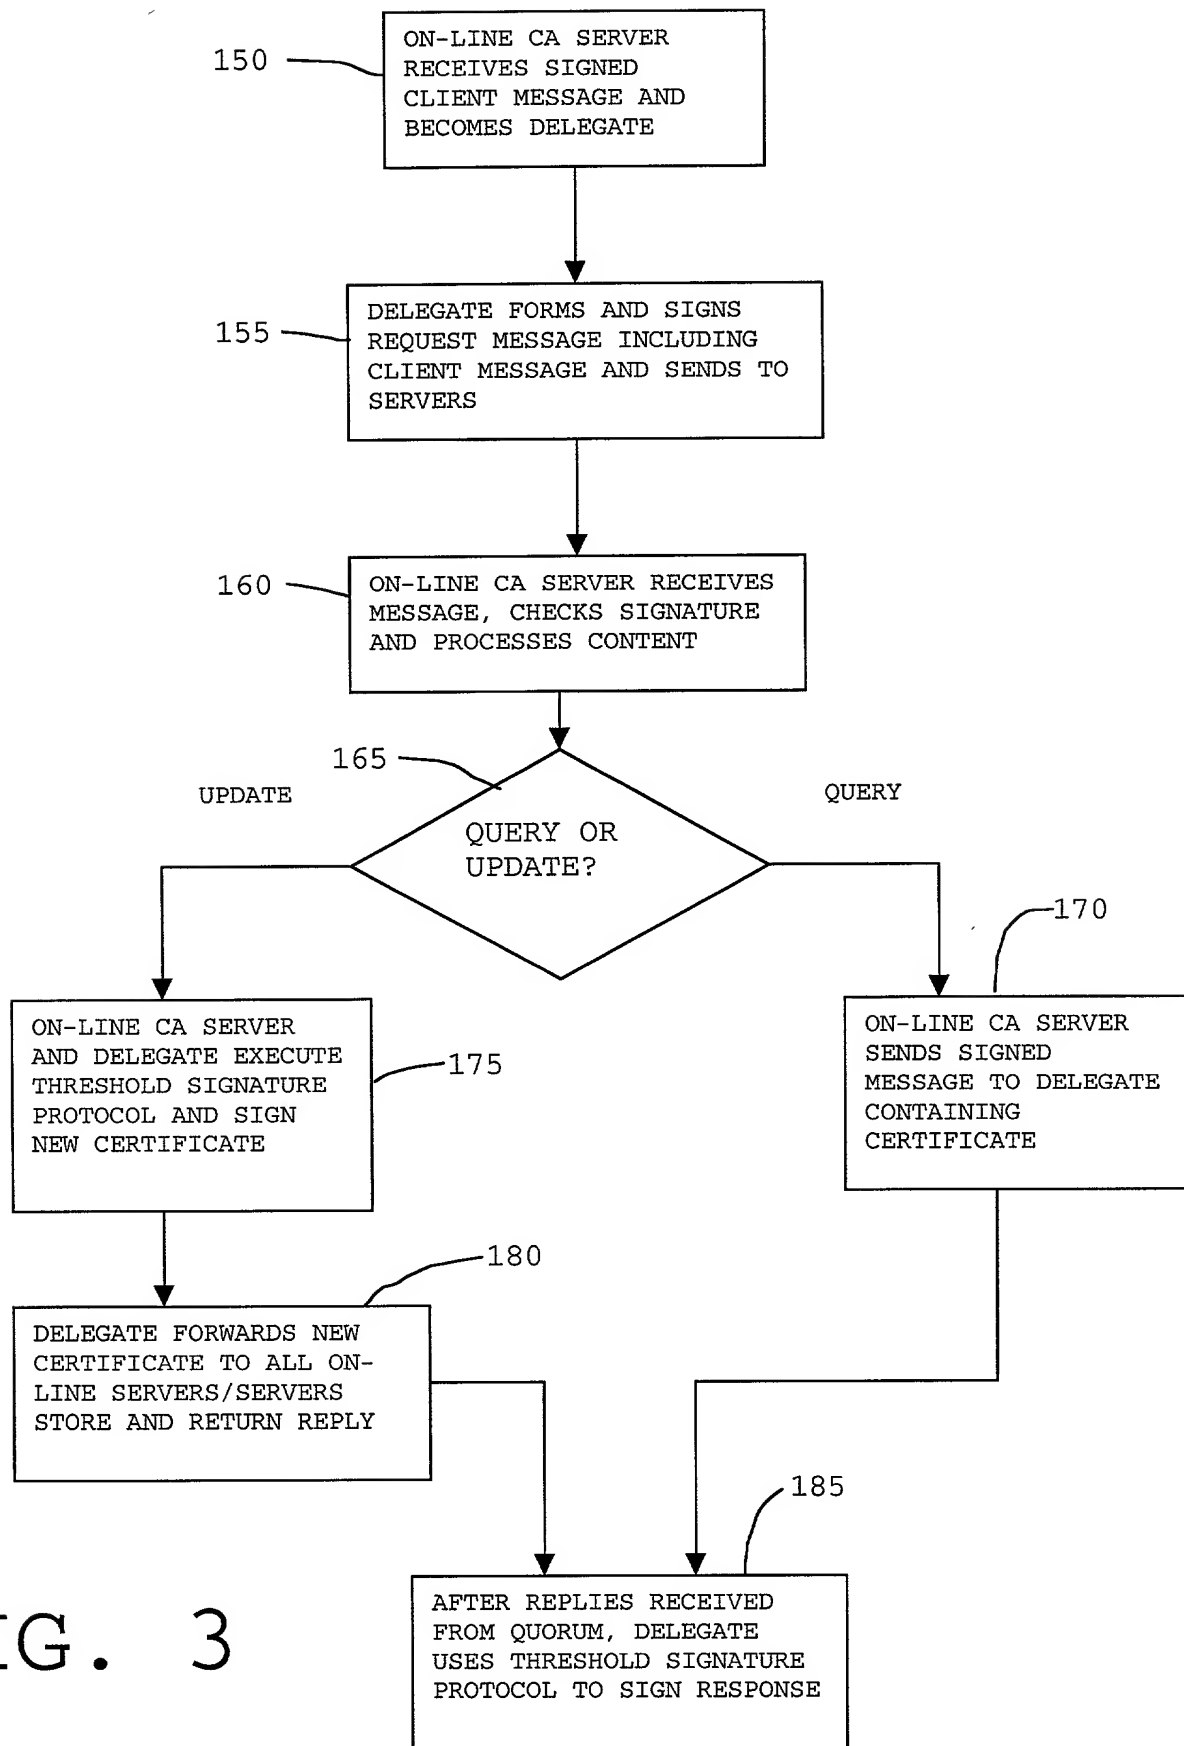 150
ON-LINE CA SERVER
RECEIVES SIGNED
CLIENT MESSAGE AND
BECOMES DELEGATE
155
DELEGATE FORMS AND SIGNS
REQUEST MESSAGE INCLUDING
CLIENT MESSAGE AND SENDS TO
SERVERS
160
ON-LINE CA SERVER RECEIVES
MESSAGE, CHECKS SIGNATURE
AND PROCESSES CONTENT
165
UPDATE
QUERY
QUERY OR
UPDATE?
170
ON-LINE CA SERVER
AND DELEGATE EXECUTE
THRESHOLD SIGNATURE
PROTOCOL AND SIGN
NEW CERTIFICATE
175
ON-LINE CA SERVER
SENDS SIGNED
MESSAGE TO DELEGATE
CONTAINING
CERTIFICATE
180
DELEGATE FORWARDS NEW
CERTIFICATE TO ALL ON-
LINE SERVERS/SERVERS
STORE AND RETURN REPLY
185
AFTER REPLIES RECEIVED
FROM QUORUM, DELEGATE
USES THRESHOLD SIGNATURE
PROTOCOL TO SIGN RESPONSE
IG. 3